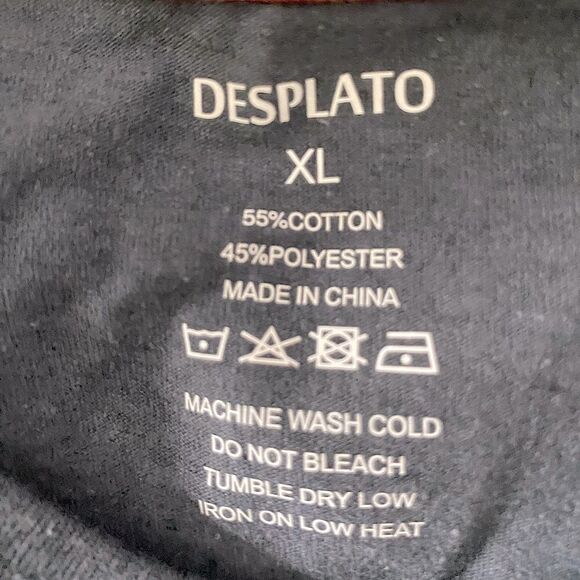 DESPLATO
XL
55%COTTON
45%POLYESTER
MADE IN CHINA
MACHINE WASH COLD
DO NOT BLEACH
TUMBLE DRY LOW
IRON ON LOW HEAT